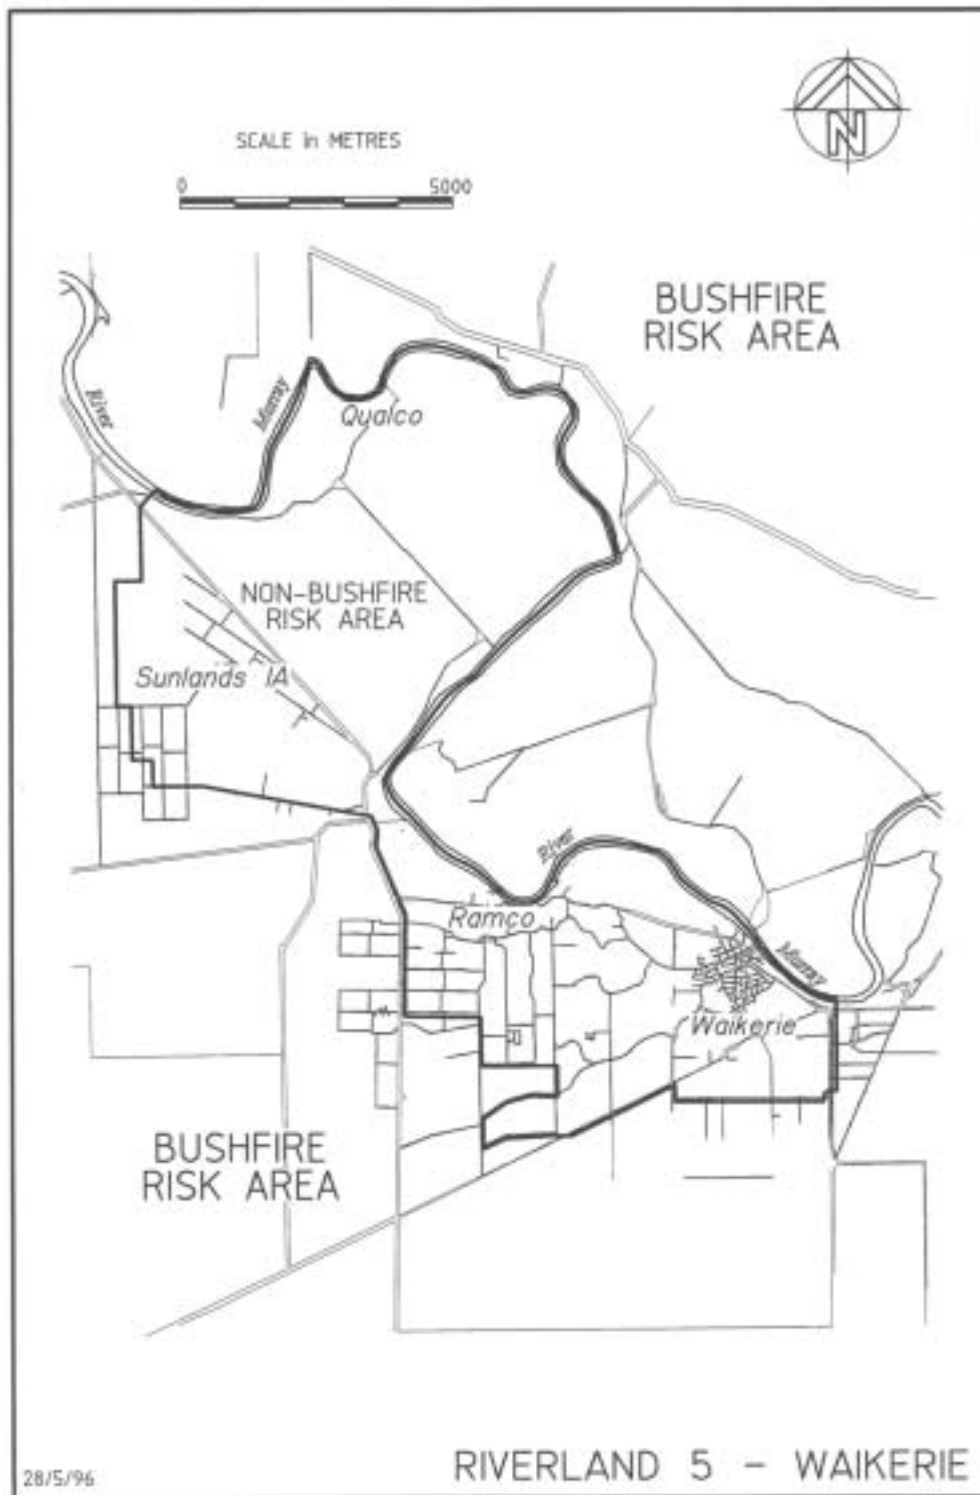 N
SCALE in METRES
0 5000
BUSHFIRE
RISK AREA
River
Murray
Qualco
NON-BUSHFIRE
RISK AREA
Sunlands IA
River
Ramco
Murray
Waikerie
BUSHFIRE
RISK AREA
28/5/96
RIVERLAND 5 - WAIKERIE